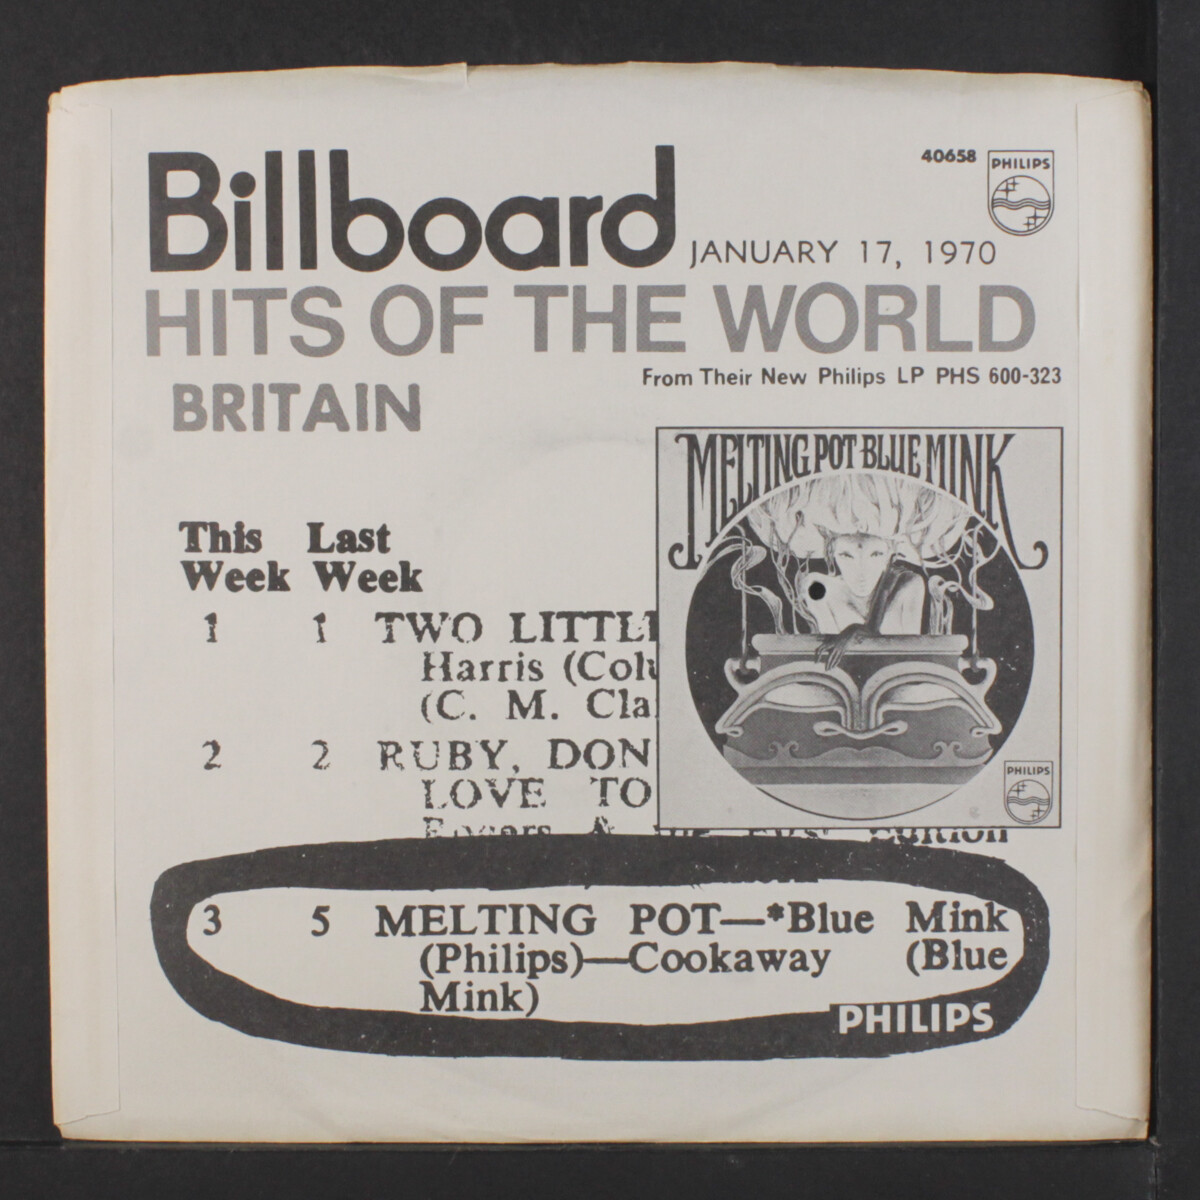 40658
PHILIPS
Billboard
JANUARY 17, 1970
HITS OF THE WORLD
From Their New Philips LP PHS 600-323
BRITAIN
MELTING POT BLUE MINK
PHILIPS
This Last
Week Week
1 1 TWO LITTL
Harris (Colu
(C. M. Cla
2 2 RUBY, DON
LOVE TO
Edition
3 5 MELTING POT—*Blue Mink
(Philips)—Cookaway (Blue
Mink)
PHILIPS